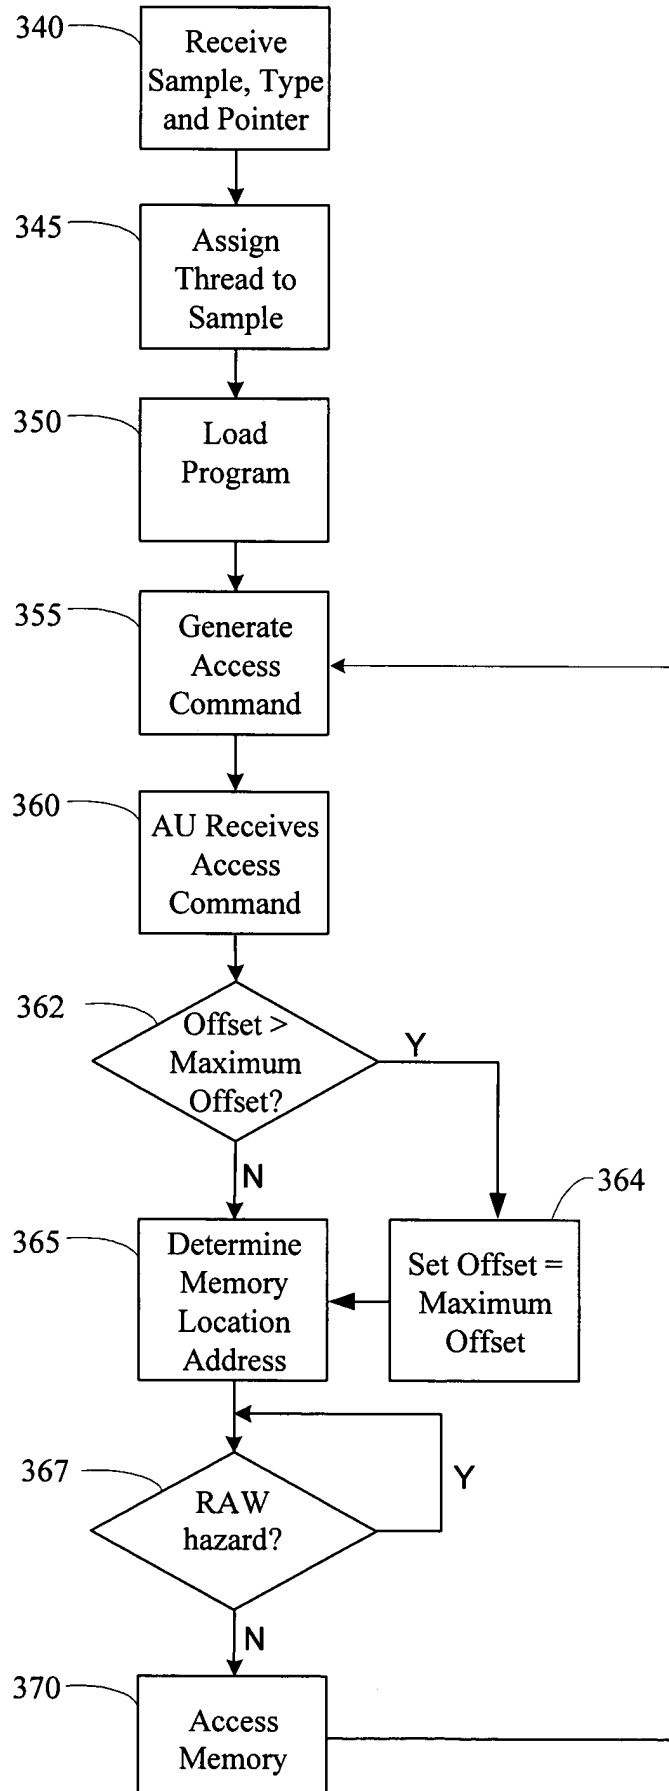 340
Receive
Sample, Type
and Pointer
345
Assign
Thread to
Sample
350
Load
Program
355
Generate
Access
Command
360
AU Receives
Access
Command
362
Offset >
Maximum
Offset?
Y
N
364
Set Offset =
Maximum
Offset
365
Determine
Memory
Location
Address
367
RAW
hazard?
Y
N
370
Access
Memory